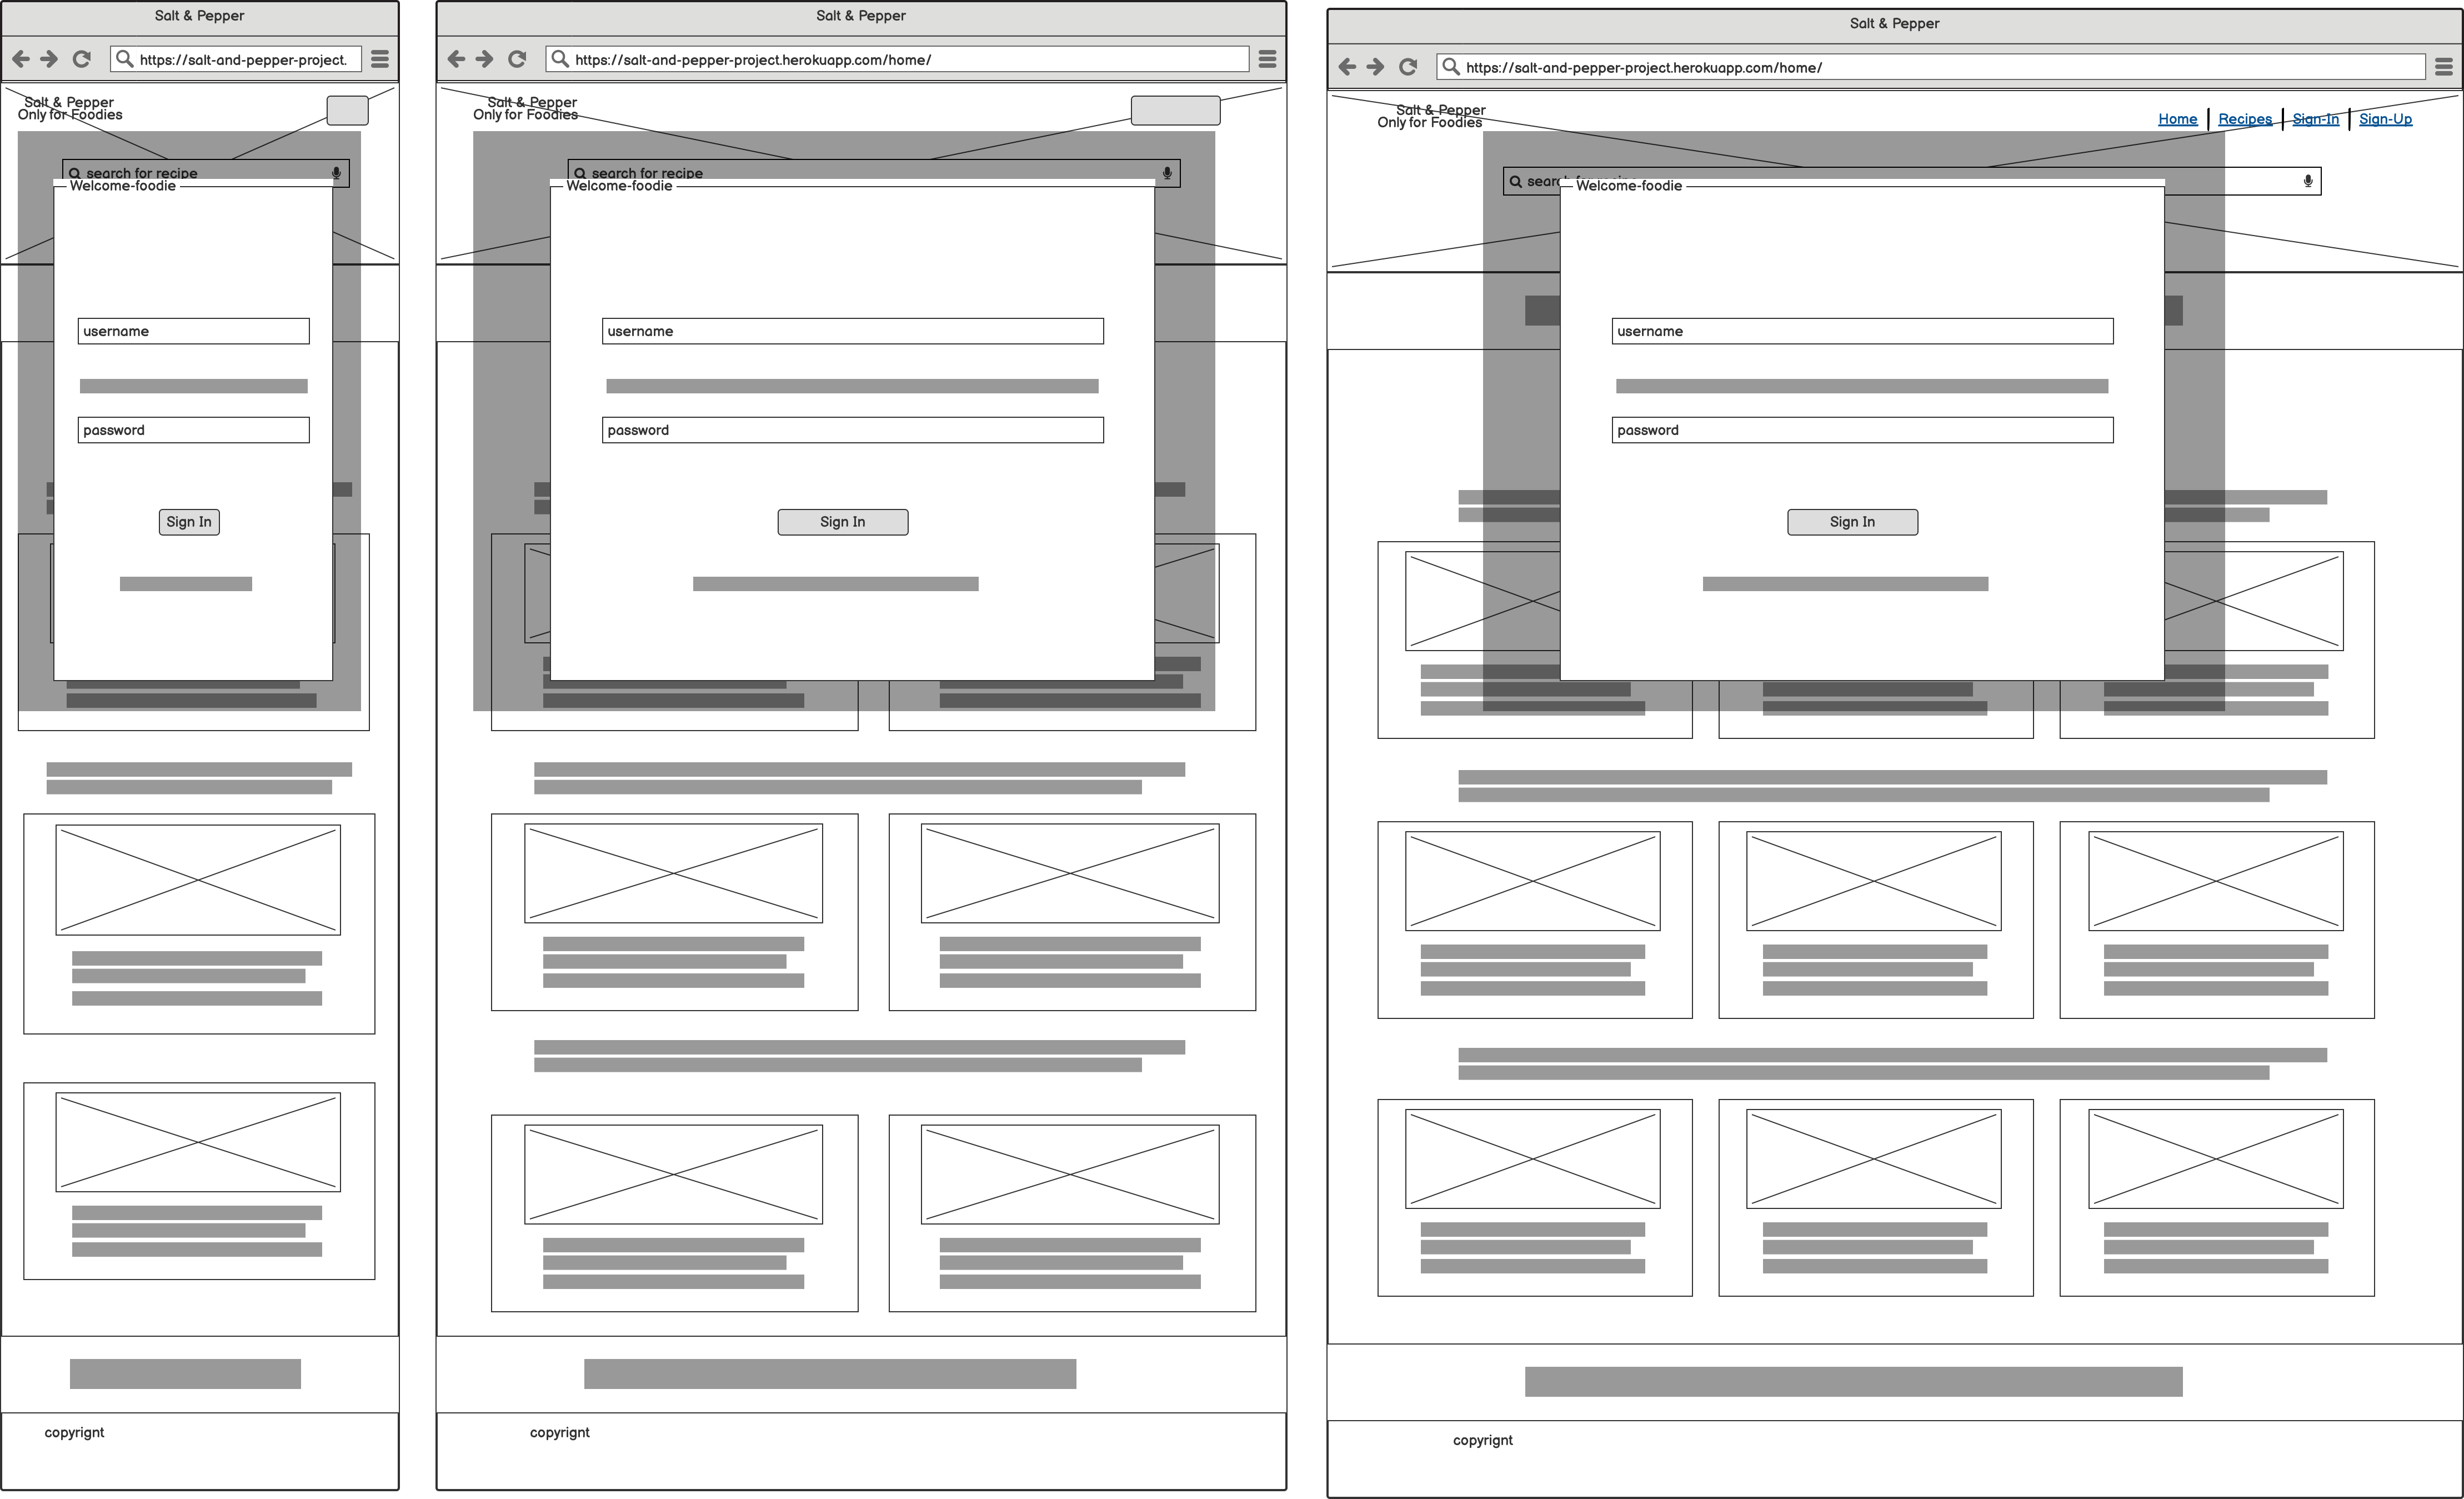 Salt & Pepper
https://salt-and-pepper-project.
Salt & Pepper
Only for Foodies
search for recipe
Welcome-foodie
username
password
Sign In
copyrignt
Salt & Pepper
https://salt-and-pepper-project.herokuapp.com/home/
Salt & Pepper
Only for Foodies
search for recipe
Welcome-foodie
username
password
Sign In
copyrignt
Salt & Pepper
https://salt-and-pepper-project.herokuapp.com/home/
Salt & Pepper
Only for Foodies
Home Recipes Sign-In Sign-Up
Welcome-foodie
username
password
Sign In
copyrignt